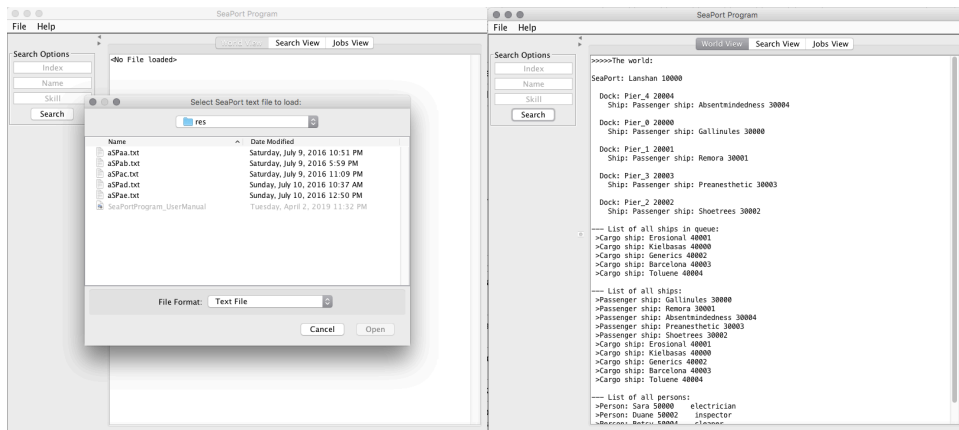 SeaPort Program
File Help
World View Search View Jobs View
Search Options
Index
Name
Skill
Search
<No File loaded>
Select SeaPort text file to load:
res
Name Date Modified
aSPaa.txt Saturday, July 9, 2016 10:51 PM
aSPab.txt Saturday, July 9, 2016 5:59 PM
aSPac.txt Saturday, July 9, 2016 11:09 PM
aSPad.txt Sunday, July 10, 2016 10:37 AM
aSPae.txt Sunday, July 10, 2016 12:50 PM
SeaPortProgram_UserManual Tuesday, April 2, 2019 11:32 PM
File Format: Text File
Cancel Open
SeaPort Program
File Help
World View Search View Jobs View
Search Options
Index
Name
Skill
Search
>>>>>The world:
SeaPort: Lanshan 10000
Dock: Pier_4 20004
Ship: Passenger ship: Absentmindedness 30004
Dock: Pier_0 20000
Ship: Passenger ship: Gallinules 30000
Dock: Pier_1 20001
Ship: Passenger ship: Remora 30001
Dock: Pier_3 20003
Ship: Passenger ship: Preanesthetic 30003
Dock: Pier_2 20002
Ship: Passenger ship: Shoetrees 30002
--- List of all ships in queue:
>Cargo ship: Erosional 40001
>Cargo ship: Kielbasas 40000
>Cargo ship: Generics 40002
>Cargo ship: Barcelona 40003
>Cargo ship: Toluene 40004
--- List of all ships:
>Passenger ship: Gallinules 30000
>Passenger ship: Remora 30001
>Passenger ship: Absentmindedness 30004
>Passenger ship: Preanesthetic 30003
>Passenger ship: Shoetrees 30002
>Cargo ship: Erosional 40001
>Cargo ship: Kielbasas 40000
>Cargo ship: Generics 40002
>Cargo ship: Barcelona 40003
>Cargo ship: Toluene 40004
--- List of all persons:
>Person: Sara 50000 electrician
>Person: Duane 50002 inspector
>Person: Betsy 50004 cleaner